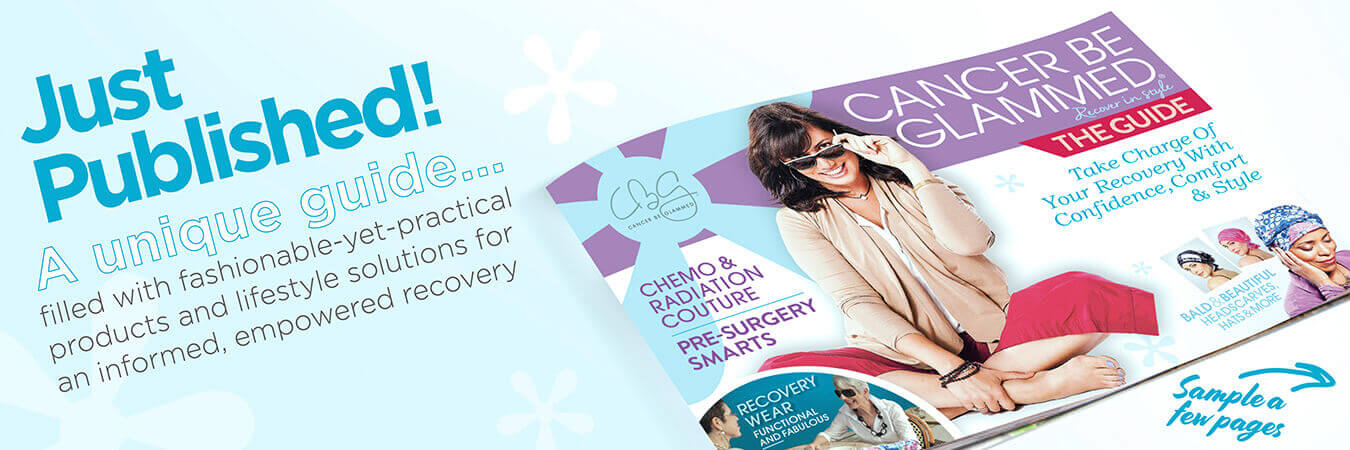 Just
Published!
A unique guide...
filled with fashionable-yet-practical
products and lifestyle solutions for
an informed, empowered recovery
CANCER BE
GLAMMED®
Recover in style
THE GUIDE
Take Charge Of
Your Recovery With
Confidence, Comfort
& Style
CBG
CANCER BE GLAMMED
CHEMO &
RADIATION
COUTURE
PRE-SURGERY
SMARTS
RECOVERY
WEAR
FUNCTIONAL
AND FABULOUS
BALD & BEAUTIFUL
HEADSCARVES,
HATS & MORE
Sample a
few pages